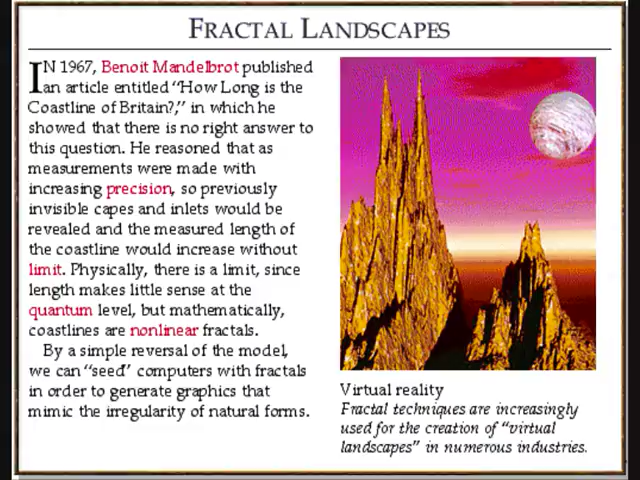 FRACTAL LANDSCAPES
IN 1967, Benoit Mandelbrot published
an article entitled “How Long is the
Coastline of Britain?,” in which he
showed that there is no right answer to
this question. He reasoned that as
measurements were made with
increasing precision, so previously
invisible capes and inlets would be
revealed and the measured length of
the coastline would increase without
limit. Physically, there is a limit, since
length makes little sense at the
quantum level, but mathematically,
coastlines are nonlinear fractals.
By a simple reversal of the model,
we can “seed” computers with fractals
in order to generate graphics that
mimic the irregularity of natural forms.
Virtual reality
Fractal techniques are increasingly
used for the creation of “virtual
landscapes” in numerous industries.